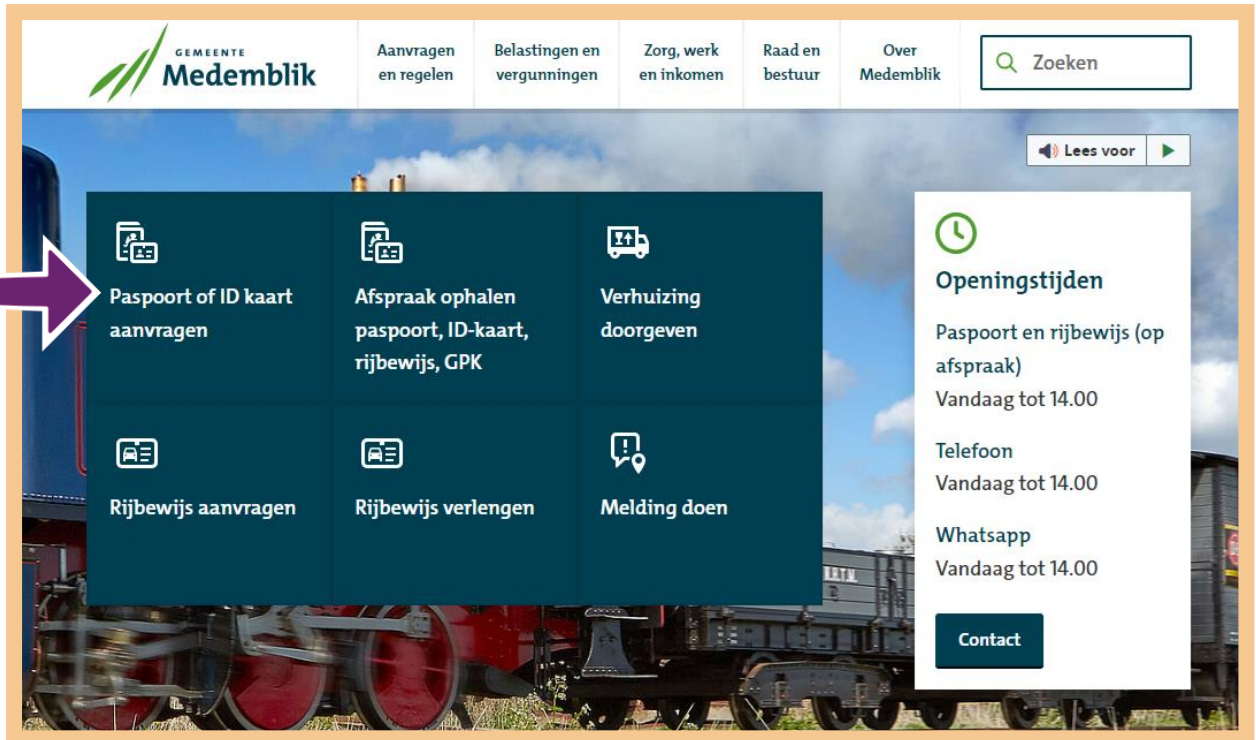 GEMEENTE
Medemblik
Aanvragen
en regelen
Belastingen en
vergunningen
Zorg, werk
en inkomen
Raad en
bestuur
Over
Medemblik
Zoeken
Lees voor
Paspoort of ID kaart
aanvragen
Afspraak ophalen
paspoort, ID-kaart,
rijbewijs, GPK
Verhuizing
doorgeven
Rijbewijs aanvragen
Rijbewijs verlengen
Melding doen
Openingstijden
Paspoort en rijbewijs (op
afspraak)
Vandaag tot 14.00
Telefoon
Vandaag tot 14.00
Whatsapp
Vandaag tot 14.00
Contact